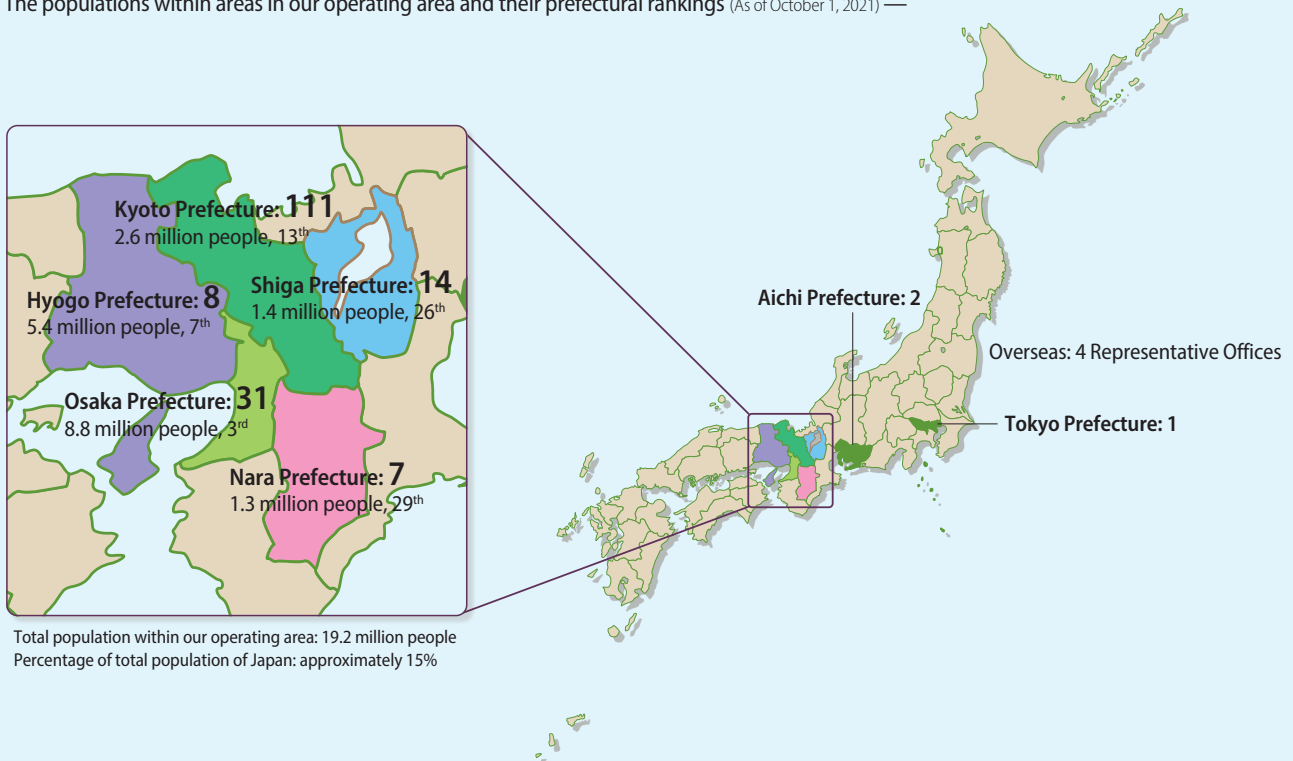 The populations within areas in our operating area and their prefectural rankings (As of October 1, 2021) —
Kyoto Prefecture: 111
2.6 million people, 13th
Shiga Prefecture: 14
1.4 million people, 26th
Hyogo Prefecture: 8
5.4 million people, 7th
Osaka Prefecture: 31
8.8 million people, 3rd
Nara Prefecture: 7
1.3 million people, 29th
Aichi Prefecture: 2
Overseas: 4 Representative Offices
Tokyo Prefecture: 1
Total population within our operating area: 19.2 million people
Percentage of total population of Japan: approximately 15%